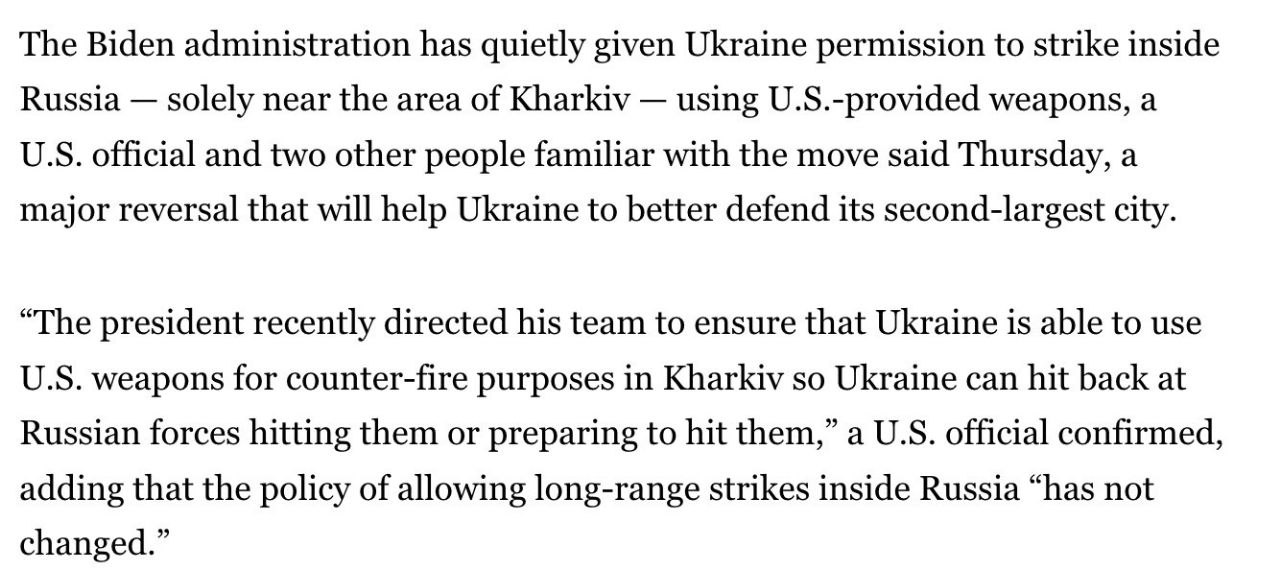 The Biden administration has quietly given Ukraine permission to strike inside
Russia — solely near the area of Kharkiv — using U.S.-provided weapons, a
U.S. official and two other people familiar with the move said Thursday, a
major reversal that will help Ukraine to better defend its second-largest city.
“The president recently directed his team to ensure that Ukraine is able to use
U.S. weapons for counter-fire purposes in Kharkiv so Ukraine can hit back at
Russian forces hitting them or preparing to hit them,” a U.S. official confirmed,
adding that the policy of allowing long-range strikes inside Russia “has not
changed.”